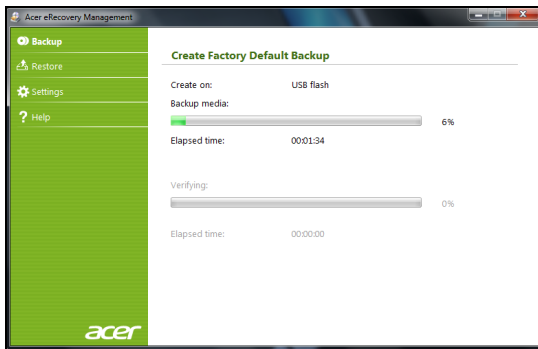 Acer eRecovery Management
Backup
Restore
Settings
? Help
acer
Create Factory Default Backup
Create on: USB flash
Backup media:
6%
Elapsed time: 00:01:34
Verifying:
0%
Elapsed time: 00:00:00